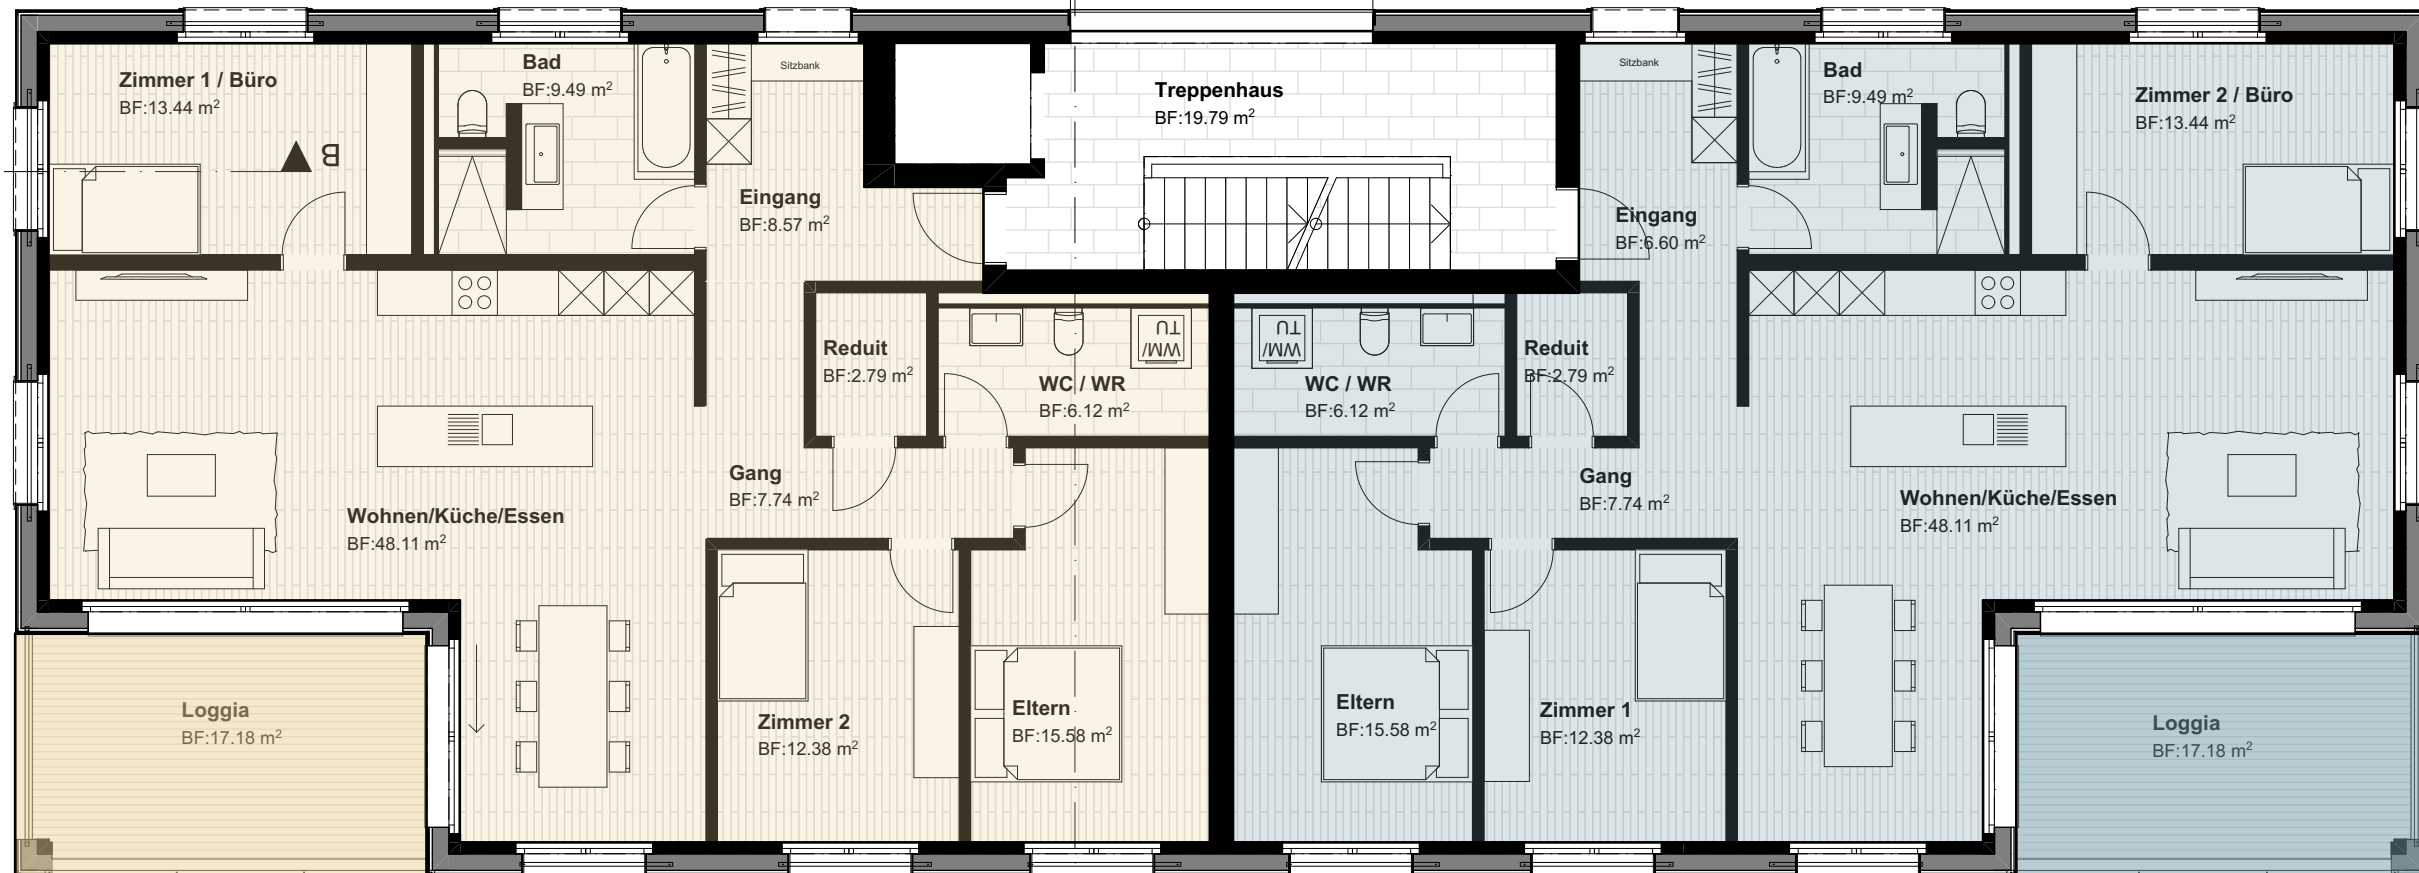 Zimmer 1 / Büro
BF:13.44 m²
B
Bad
BF:9.49 m²
Sitzbank
Eingang
BF:8.57 m²
Treppenhaus
BF:19.79 m²
Sitzbank
Eingang
BF:6.60 m²
Bad
BF:9.49 m²
Zimmer 2 / Büro
BF:13.44 m²
Reduit
BF:2.79 m²
WC / WR
BF:6.12 m²
WM/
TU
WM/
TU
WC / WR
BF:6.12 m²
Reduit
BF:2.79 m²
Wohnen/Küche/Essen
BF:48.11 m²
Gang
BF:7.74 m²
Gang
BF:7.74 m²
Wohnen/Küche/Essen
BF:48.11 m²
Loggia
BF:17.18 m²
Zimmer 2
BF:12.38 m²
Eltern
BF:15.58 m²
Eltern
BF:15.58 m²
Zimmer 1
BF:12.38 m²
Loggia
BF:17.18 m²